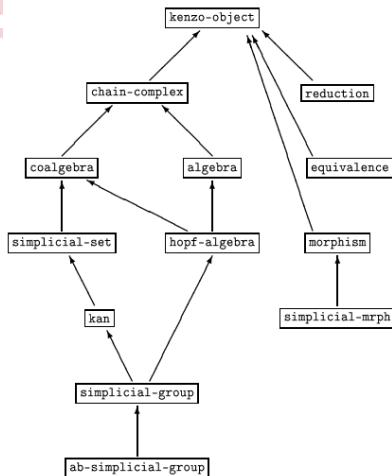 kenzo-object
chain-complex
reduction
coalgebra
algebra
equivalence
simplicial-set
hopf-algebra
morphism
kan
simplicial-mrph
simplicial-group
ab-simplicial-group